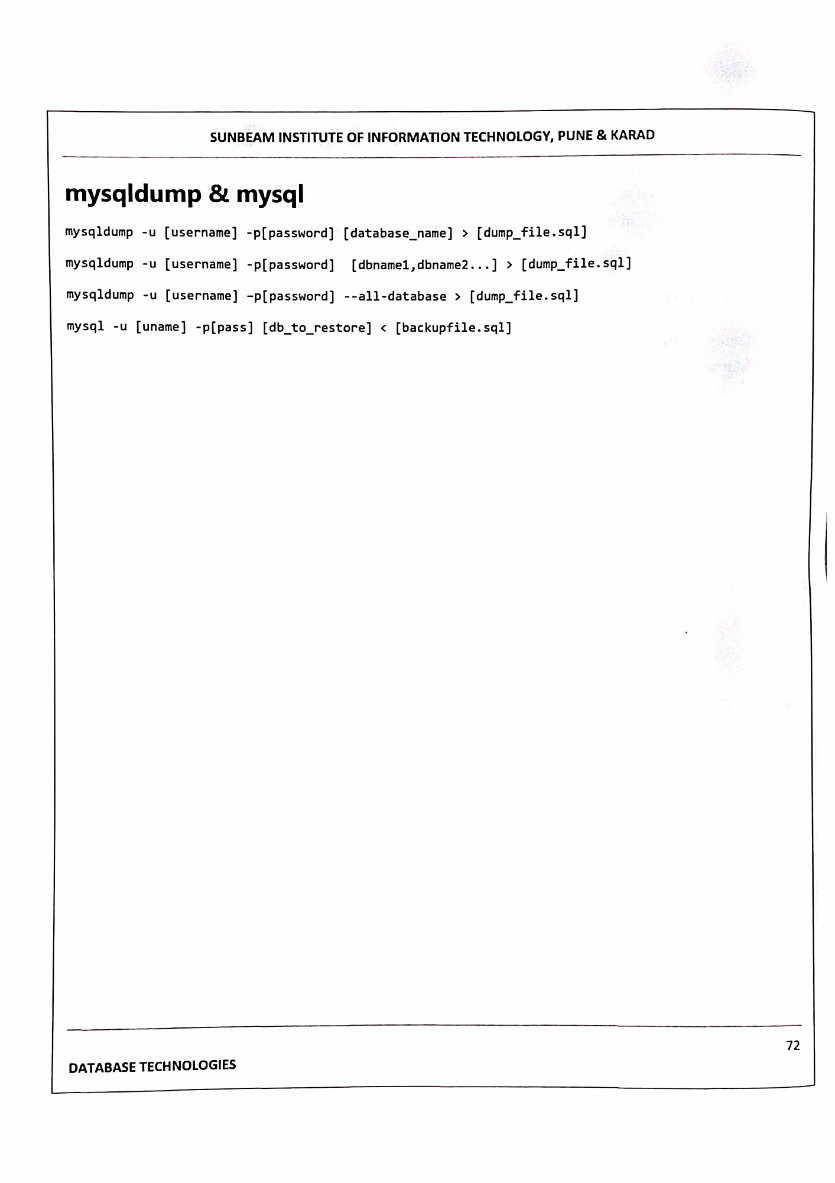 SUNBEAM INSTITUTE OF INFORMATION TECHNOLOGY, PUNE & KARAD
mysqldump & mysql
mysqldump -u [username] -p[password] [database_name] > [dump_file.sql]
mysqldump -u [username] -p[password]  [dbname1,dbname2...] > [dump_file.sql]
mysqldump -u [username] -p[password] --all-database > [dump_file.sql]
mysql -u [uname] -p[pass] [db_to_restore] < [backupfile.sql]
72
DATABASE TECHNOLOGIES